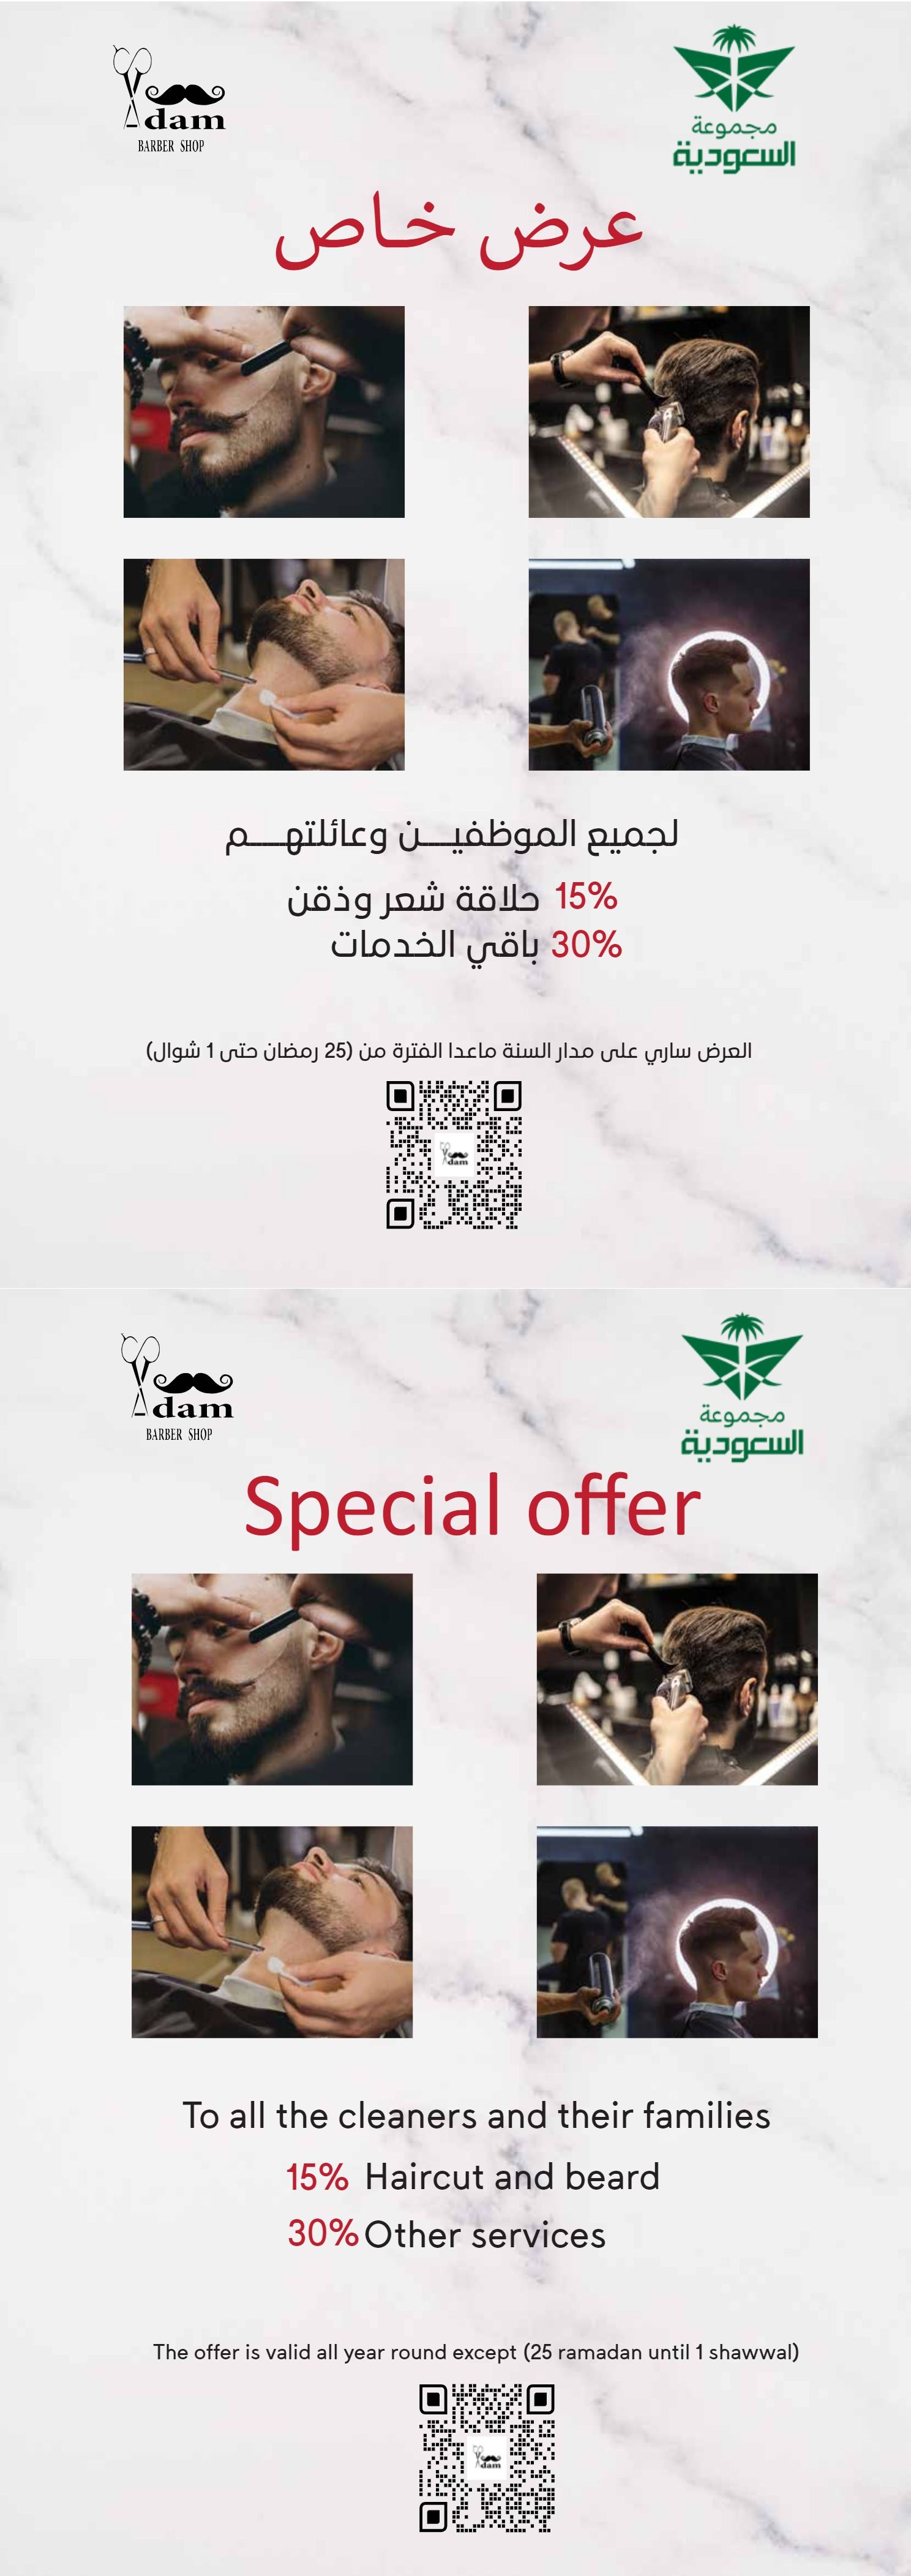 Adam
BARBER SHOP
مجموعة
السعودية
عرض خاص
لجميع الموظفيـــن وعائلتهـــم
15% حلاقة شعر وذقن
30% باقي الخدمات
العرض ساري على مدار السنة ماعدا الفترة من (25 رمضان حتى 1 شوال)
Adam
Adam
BARBER SHOP
مجموعة
السعودية
Special offer
To all the cleaners and their families
15% Haircut and beard
30% Other services
The offer is valid all year round except (25 ramadan until 1 shawwal)
Adam